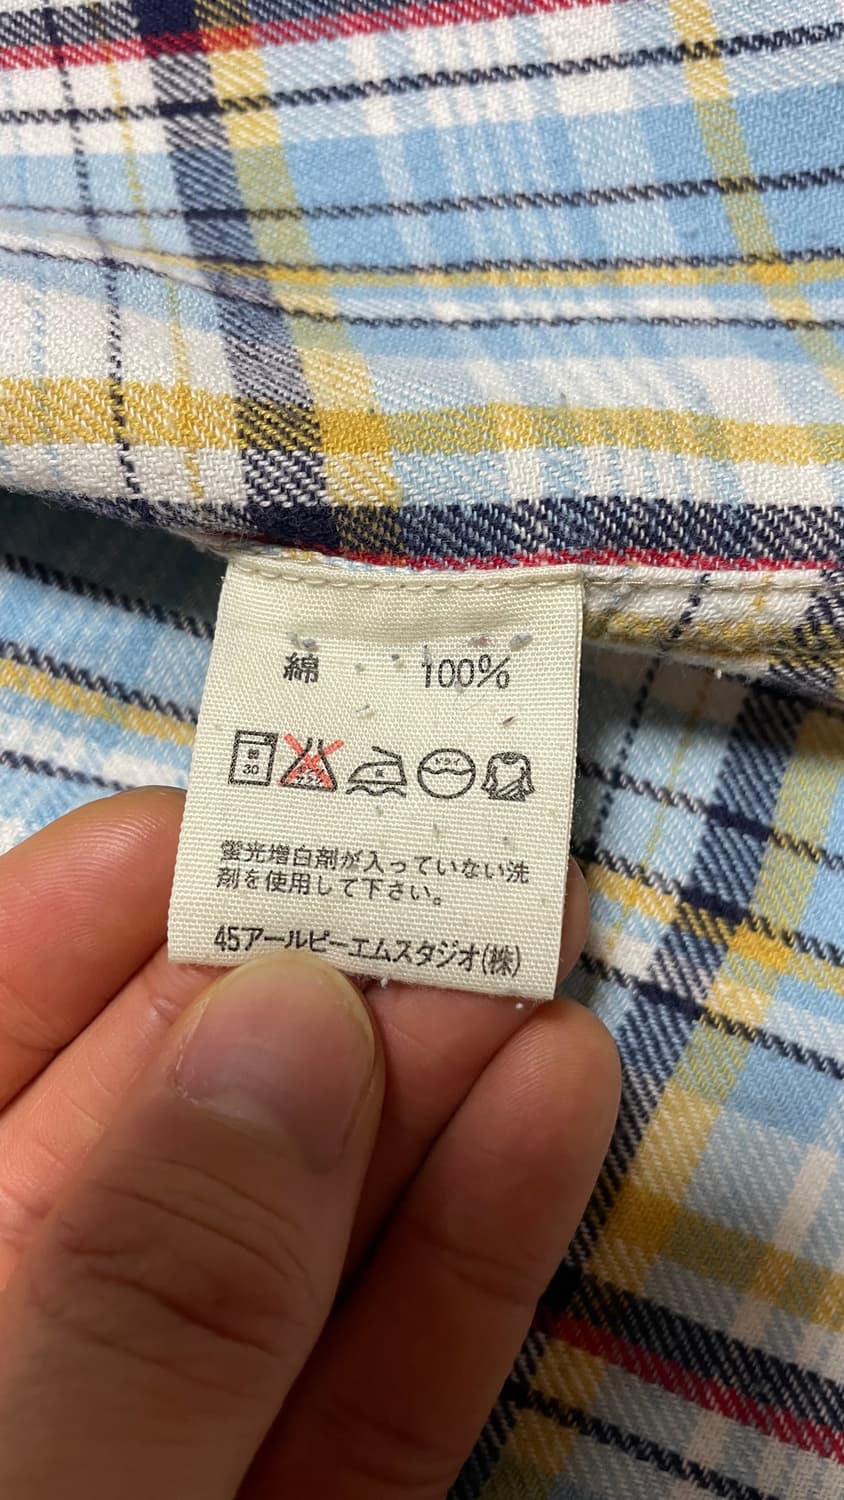 綿 100%
30
蛍光増白剤が入っていない洗
剤を使用して下さい。
45アールピーエムスタジオ(株)